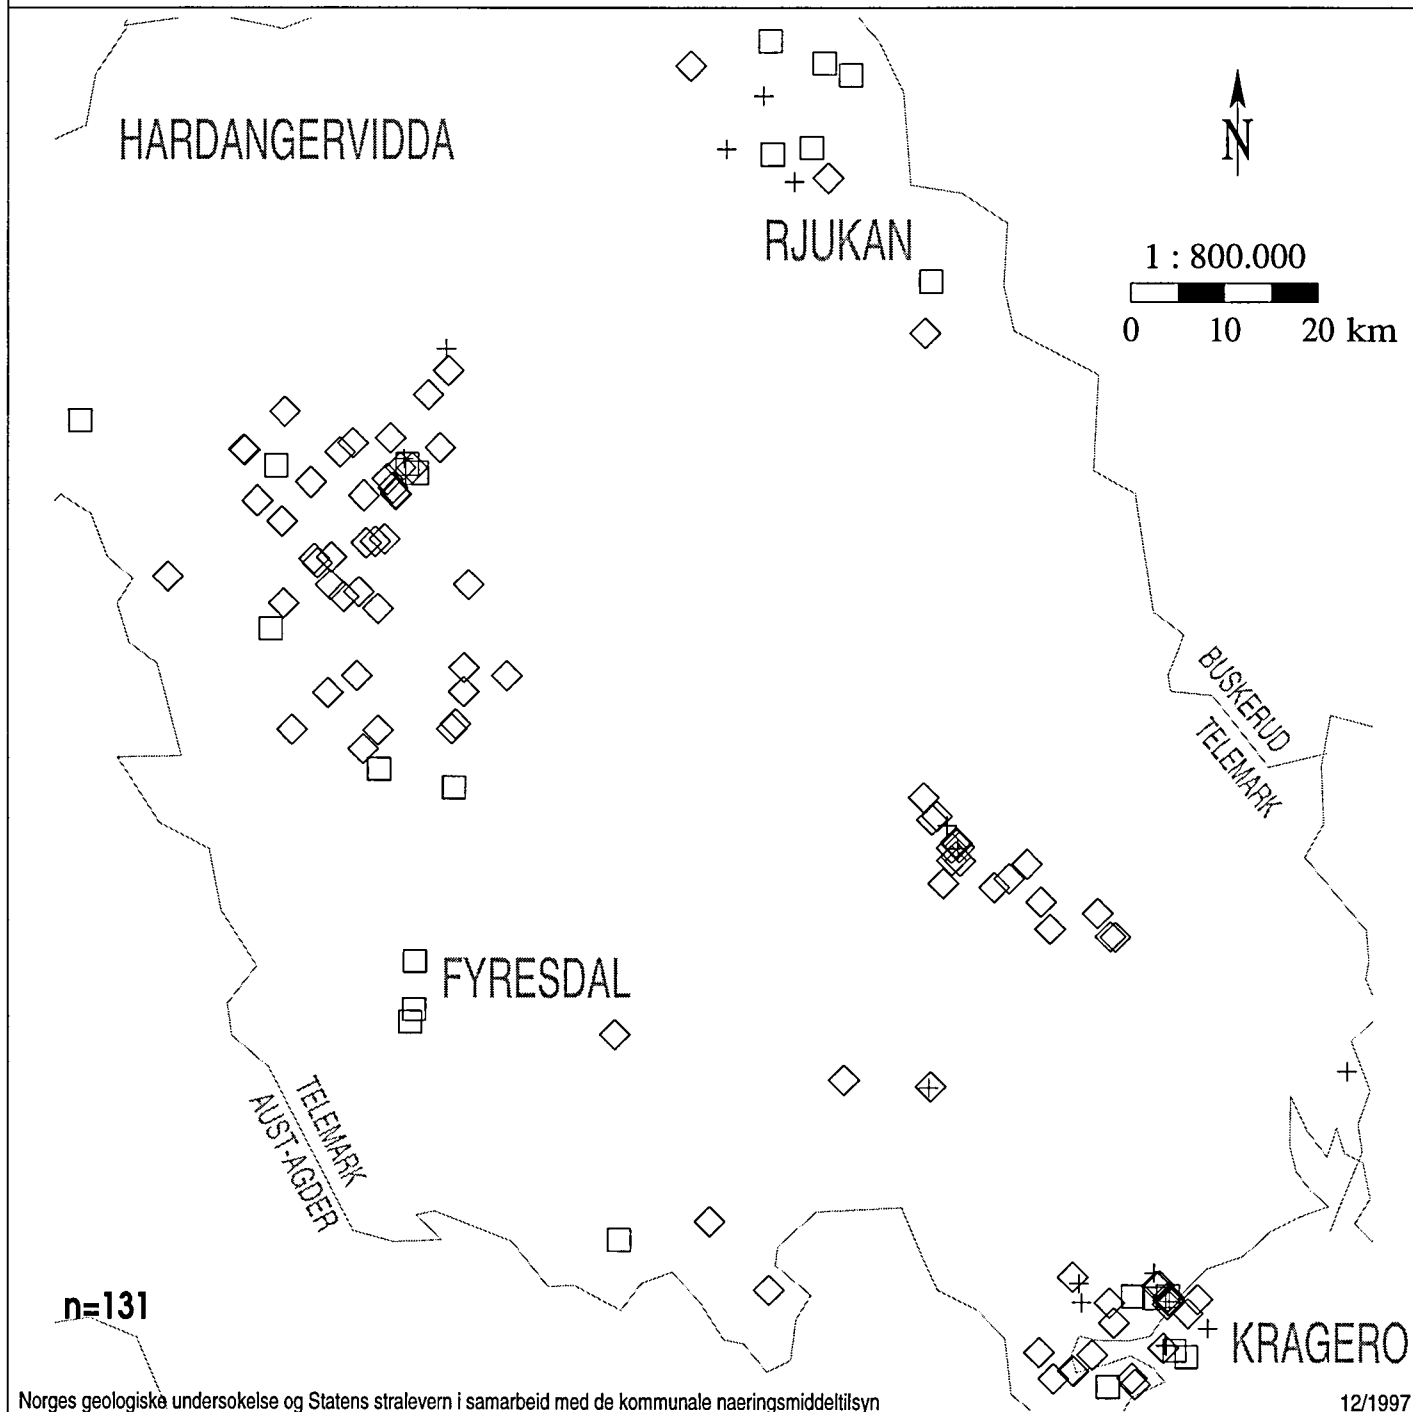 HARDANGERVIDDA
N
RJUKAN
1 : 800.000
0 10 20 km
BUSKERUD
TELEMARK
FYRESDAL
TELEMARK
AUST-AGDER
n=131
KRAGERO
Norges geologiske undersokelse og Statens stralevern i samarbeid med de kommunale naeringsmiddeltilsyn 12/1997